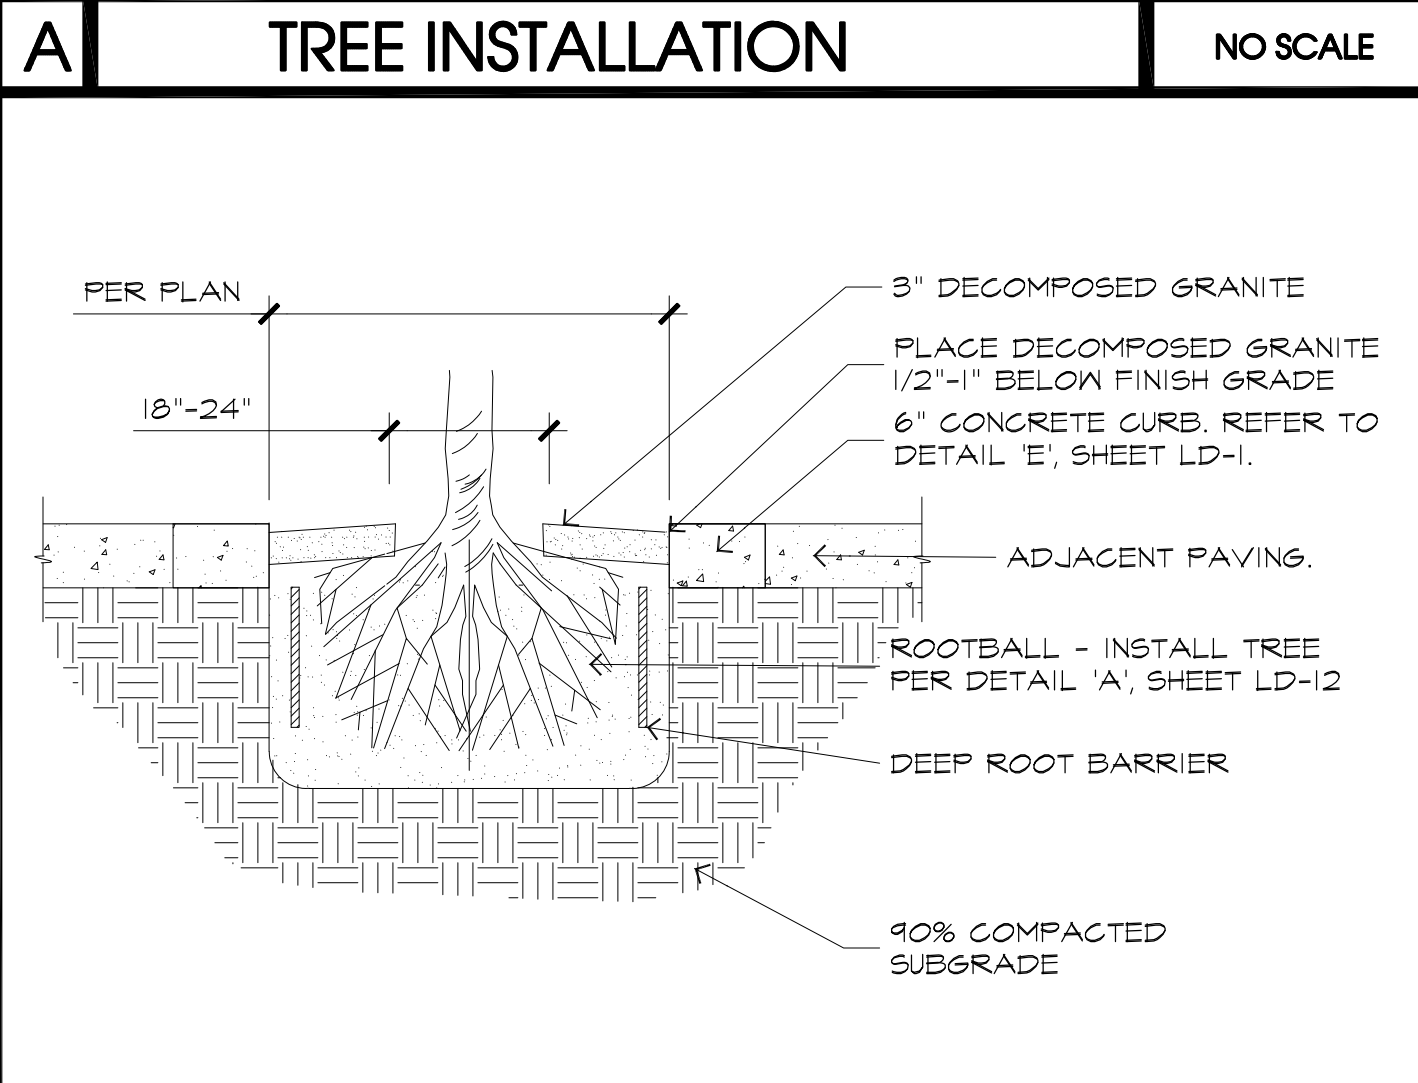 A
TREE INSTALLATION
NO SCALE
PER PLAN
18"-24"
3" DECOMPOSED GRANITE
PLACE DECOMPOSED GRANITE
1/2"-1" BELOW FINISH GRADE
6" CONCRETE CURB. REFER TO
DETAIL 'E', SHEET LD-1.
ADJACENT PAVING.
ROOTBALL - INSTALL TREE
PER DETAIL 'A', SHEET LD-12
DEEP ROOT BARRIER
90% COMPACTED
SUBGRADE